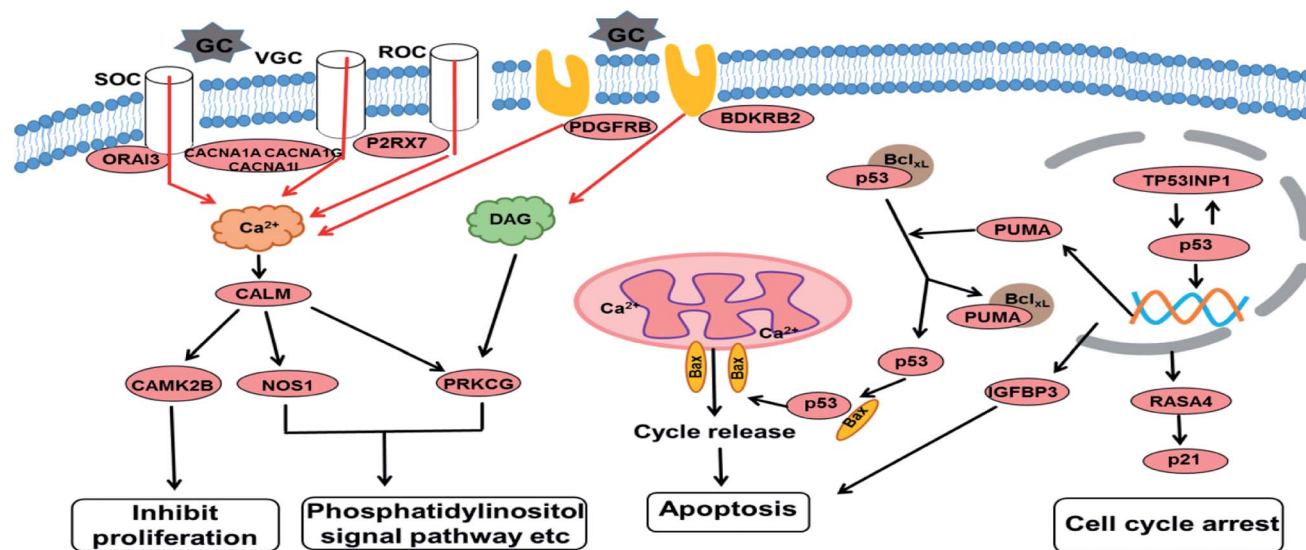 GC
GC
VGC
ROC
SOC
ORAI3
CACNA1A CACNA1G
CACNA1I
P2RX7
PDGFRB
BDKRB2
Bcl xL
p53
TP53INP1
p53
PUMA
Ca2+
DAG
CALM
Ca2+
Ca2+
Bcl xL
PUMA
Bax
Bax
p53
CAMK2B
NOS1
PRKCG
p53
Bax
IGFBP3
RASA4
Cycle release
p21
Inhibit
proliferation
Phosphatidylinositol
signal pathway etc
Apoptosis
Cell cycle arrest